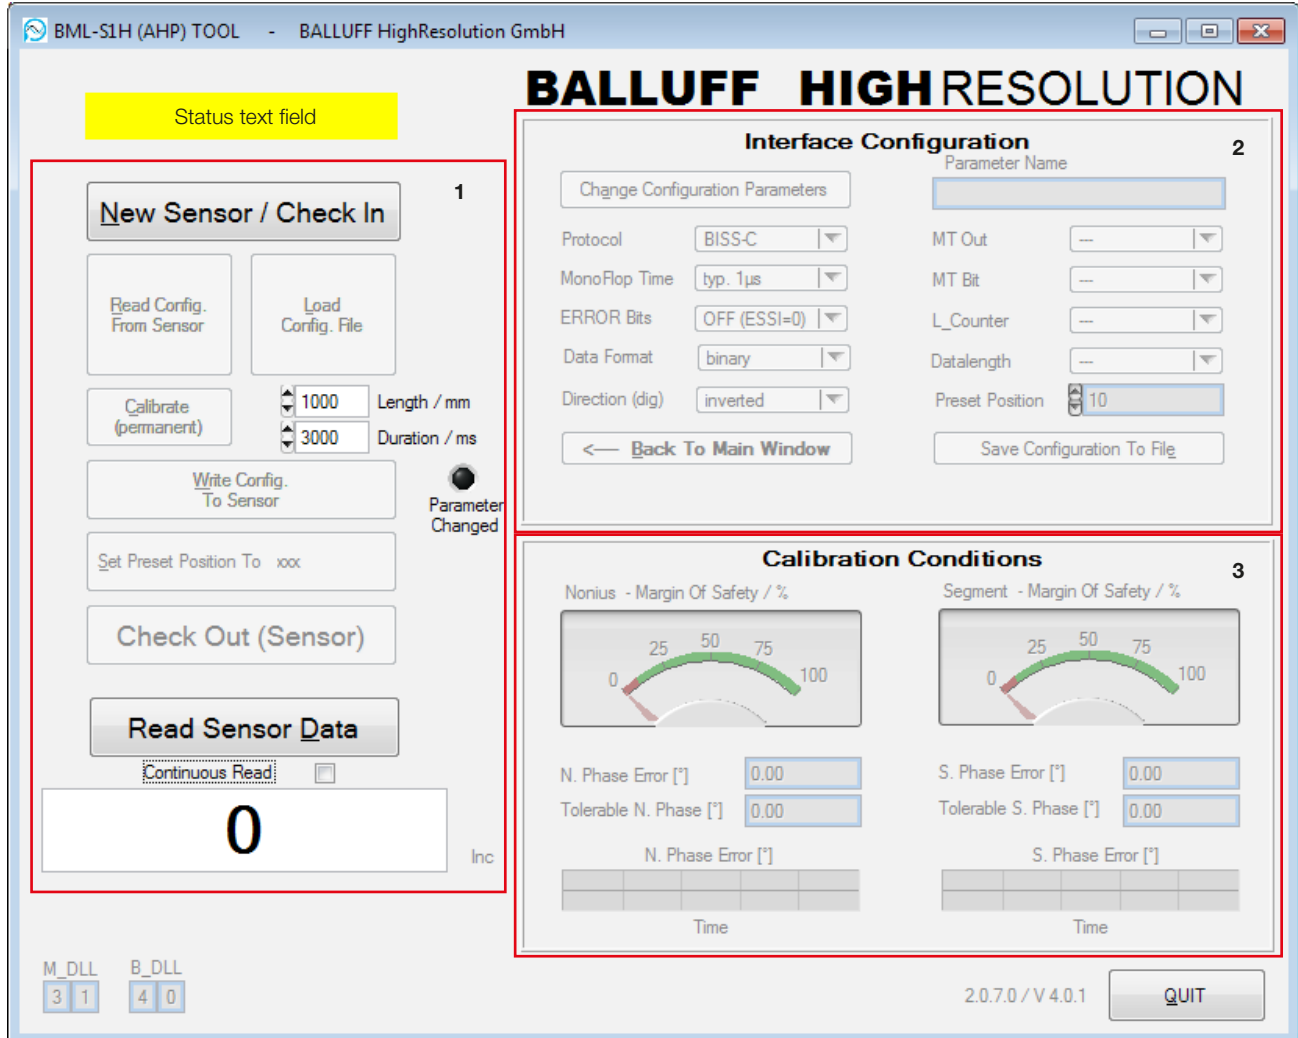 BML-S1H (AHP) TOOL - BALLUFF HighResolution GmbH
BALLUFF HIGHRESOLUTION
Status text field
1
New Sensor / Check In
Read Config.
From Sensor
Load
Config. File
Calibrate
(permanent)
1000 Length / mm
3000 Duration / ms
Write Config.
To Sensor
Parameter
Changed
Set Preset Position To xxx
Check Out (Sensor)
Read Sensor Data
Continuous Read
0
Inc
Interface Configuration
2
Parameter Name
Change Configuration Parameters
Protocol BISS-C
MT Out ---
MonoFlop Time typ. 1µs
MT Bit ---
ERROR Bits OFF (ESSI=0)
L_Counter ---
Data Format binary
Datalength ---
Direction (dig) inverted
Preset Position 10
<— Back To Main Window
Save Configuration To File
Calibration Conditions
3
Nonius - Margin Of Safety / %
0 25 50 75 100
Segment - Margin Of Safety / %
0 25 50 75 100
N. Phase Error [°] 0.00
S. Phase Error [°] 0.00
Tolerable N. Phase [°] 0.00
Tolerable S. Phase [°] 0.00
N. Phase Error [°]
Time
S. Phase Error [°]
Time
M_DLL B_DLL
3 1 4 0
2.0.7.0 / V 4.0.1
QUIT